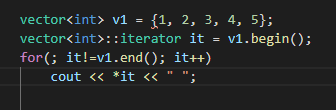 vector<int> v1 = {1, 2, 3, 4, 5};
vector<int>::iterator it = v1.begin();
for(; it!=v1.end(); it++)
    cout << *it << " ";